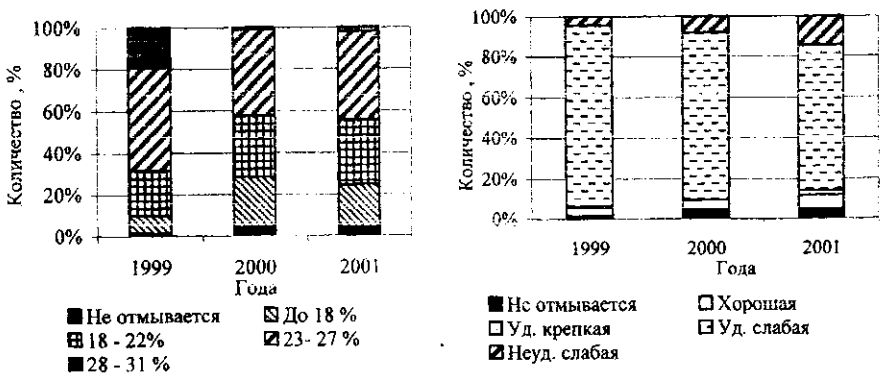 Количество , %
100%
80%
60%
40%
20%
0%
1999 2000 2001
Года
Не отмывается До 18 %
18 - 22% 23- 27 %
28 - 31 %
Количество , %
100%
80%
60%
40%
20%
0%
1999 2000 2001
Года
Не отмывается Хорошая
Уд. крепкая Уд. слабая
Неуд. слабая